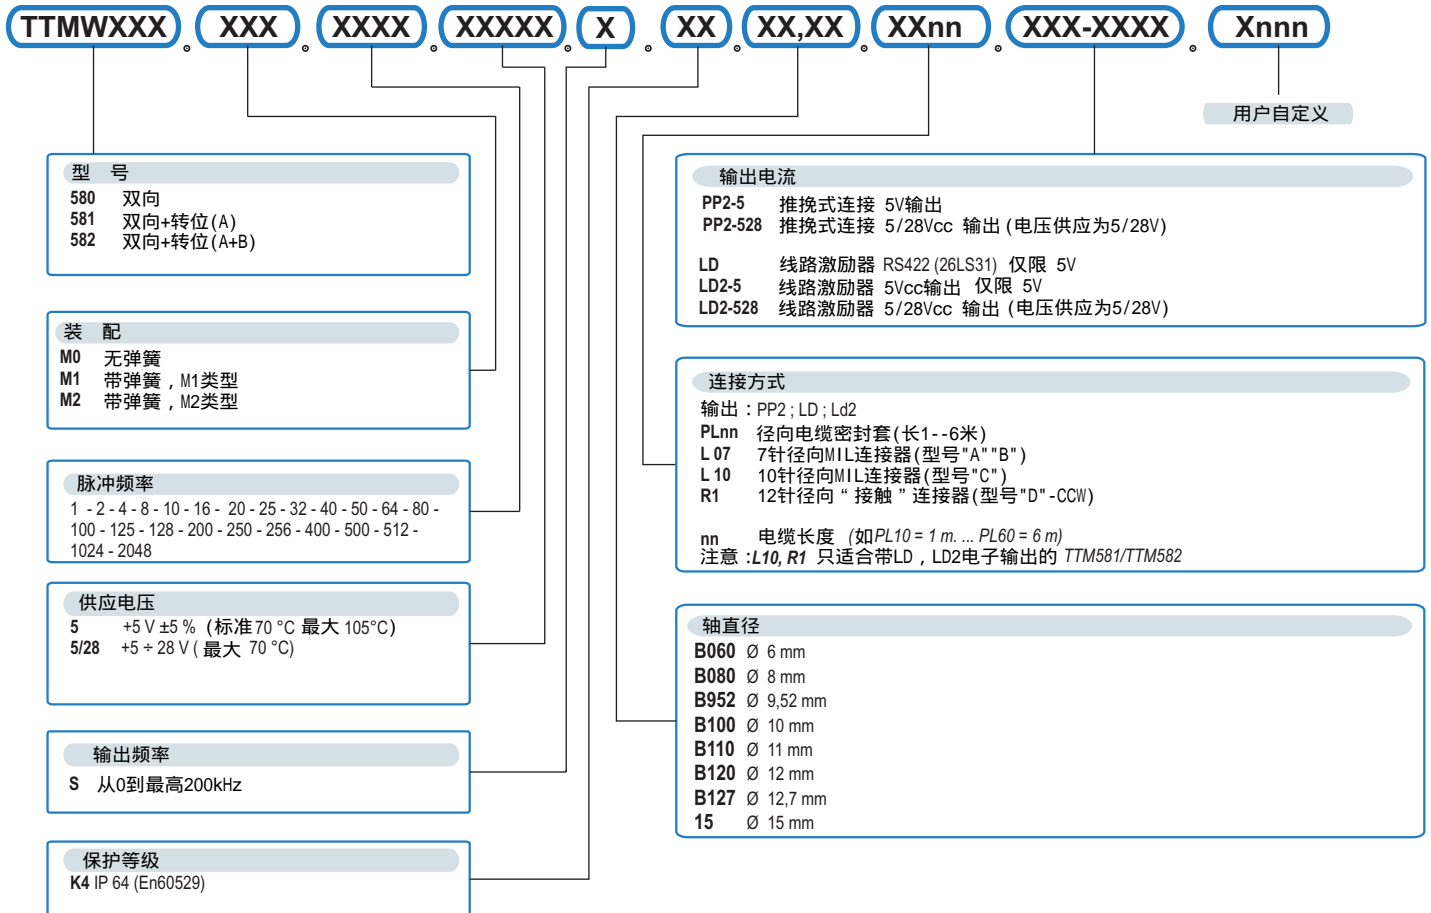 TTMWXXX . XXX . XXXX . XXXXX . X . XX . XX,XX . XXnn . XXX-XXXX . Xnnn
用户自定义
型 号
580 双向
581 双向+转位(A)
582 双向+转位(A+B)
装 配
M0 无弹簧
M1 带弹簧，M1类型
M2 带弹簧，M2类型
脉冲频率
1 - 2 - 4 - 8 - 10 - 16 - 20 - 25 - 32 - 40 - 50 - 64 - 80 -
100 - 125 - 128 - 200 - 250 - 256 - 400 - 500 - 512 -
1024 - 2048
供应电压
5 +5 V ±5 % (标准70 °C 最大 105°C)
5/28 +5 ÷ 28 V ( 最大 70 °C)
输出频率
S 从0到最高200kHz
保护等级
K4 IP 64 (En60529)
输出电流
PP2-5 推挽式连接 5V输出
PP2-528 推挽式连接 5/28Vcc 输出 (电压供应为5/28V)
LD 线路激励器 RS422 (26LS31) 仅限 5V
LD2-5 线路激励器 5Vcc输出 仅限 5V
LD2-528 线路激励器 5/28Vcc 输出 (电压供应为5/28V)
连接方式
输出：PP2 ; LD ; Ld2
PLnn 径向电缆密封套(长1--6米)
L 07 7针径向MIL连接器(型号"A""B")
L 10 10针径向MIL连接器(型号"C")
R1 12针径向“接触”连接器(型号"D"-CCW)
nn 电缆长度 (如PL10 = 1 m. ... PL60 = 6 m)
注意：L10, R1 只适合带LD，LD2电子输出的 TTM581/TTM582
轴直径
B060 Ø 6 mm
B080 Ø 8 mm
B952 Ø 9,52 mm
B100 Ø 10 mm
B110 Ø 11 mm
B120 Ø 12 mm
B127 Ø 12,7 mm
15 Ø 15 mm